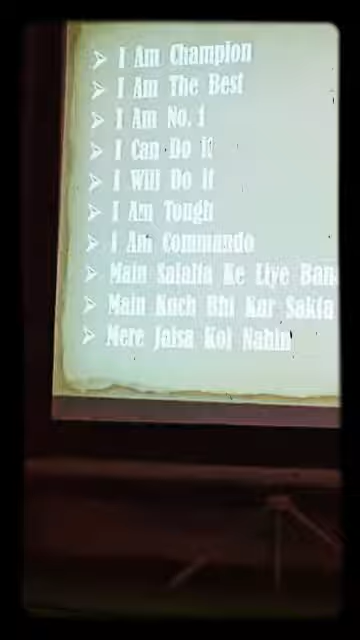 I Am Champion
I Am The Best
I Am No. 1
I Can Do it
I Will Do it
I Am Tough
I Am Commando
Main Ke Liye
Main Kuch Bhi Kar Sakta
Mere Jaisa Koi Nahin